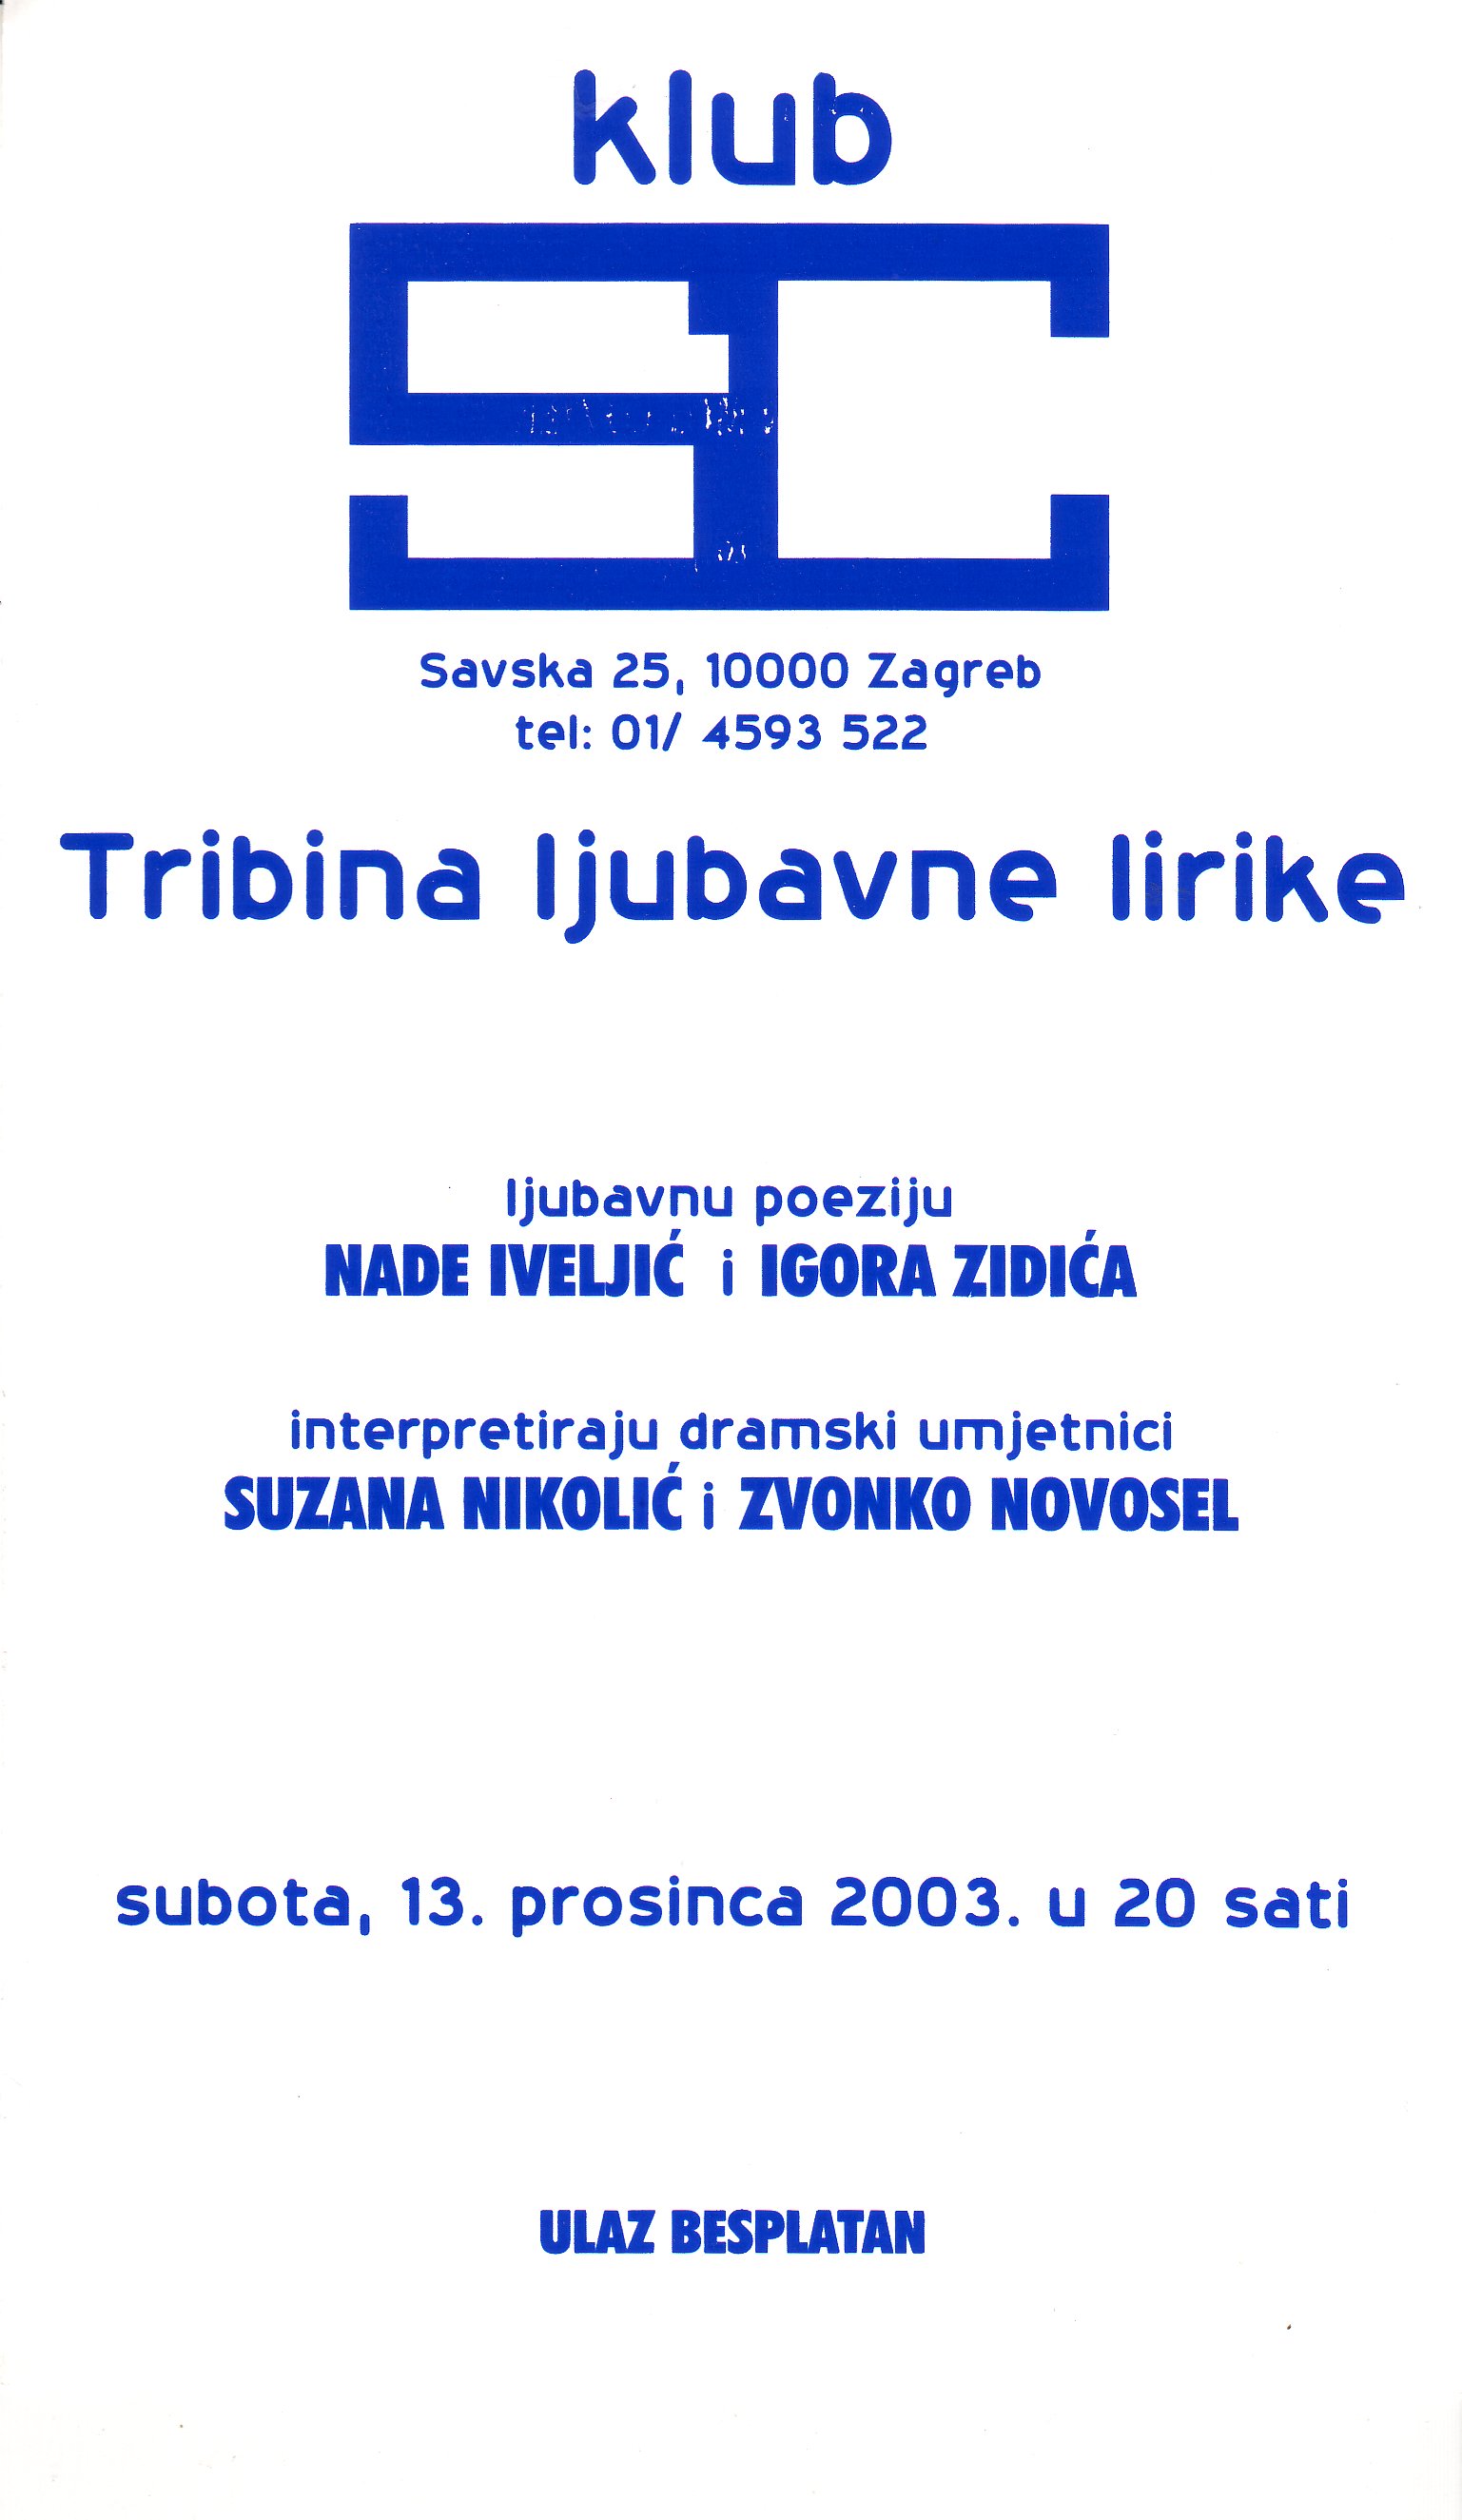 klub
SC
Savska 25, 10000 Zagreb
tel: 01/ 4593 522
Tribina ljubavne lirike
ljubavnu poeziju
NADE IVELJIĆ i IGORA ZIDIĆA
interpretiraju dramski umjetnici
SUZANA NIKOLIĆ i ZVONKO NOVOSEL
subota, 13. prosinca 2003. u 20 sati
ULAZ BESPLATAN